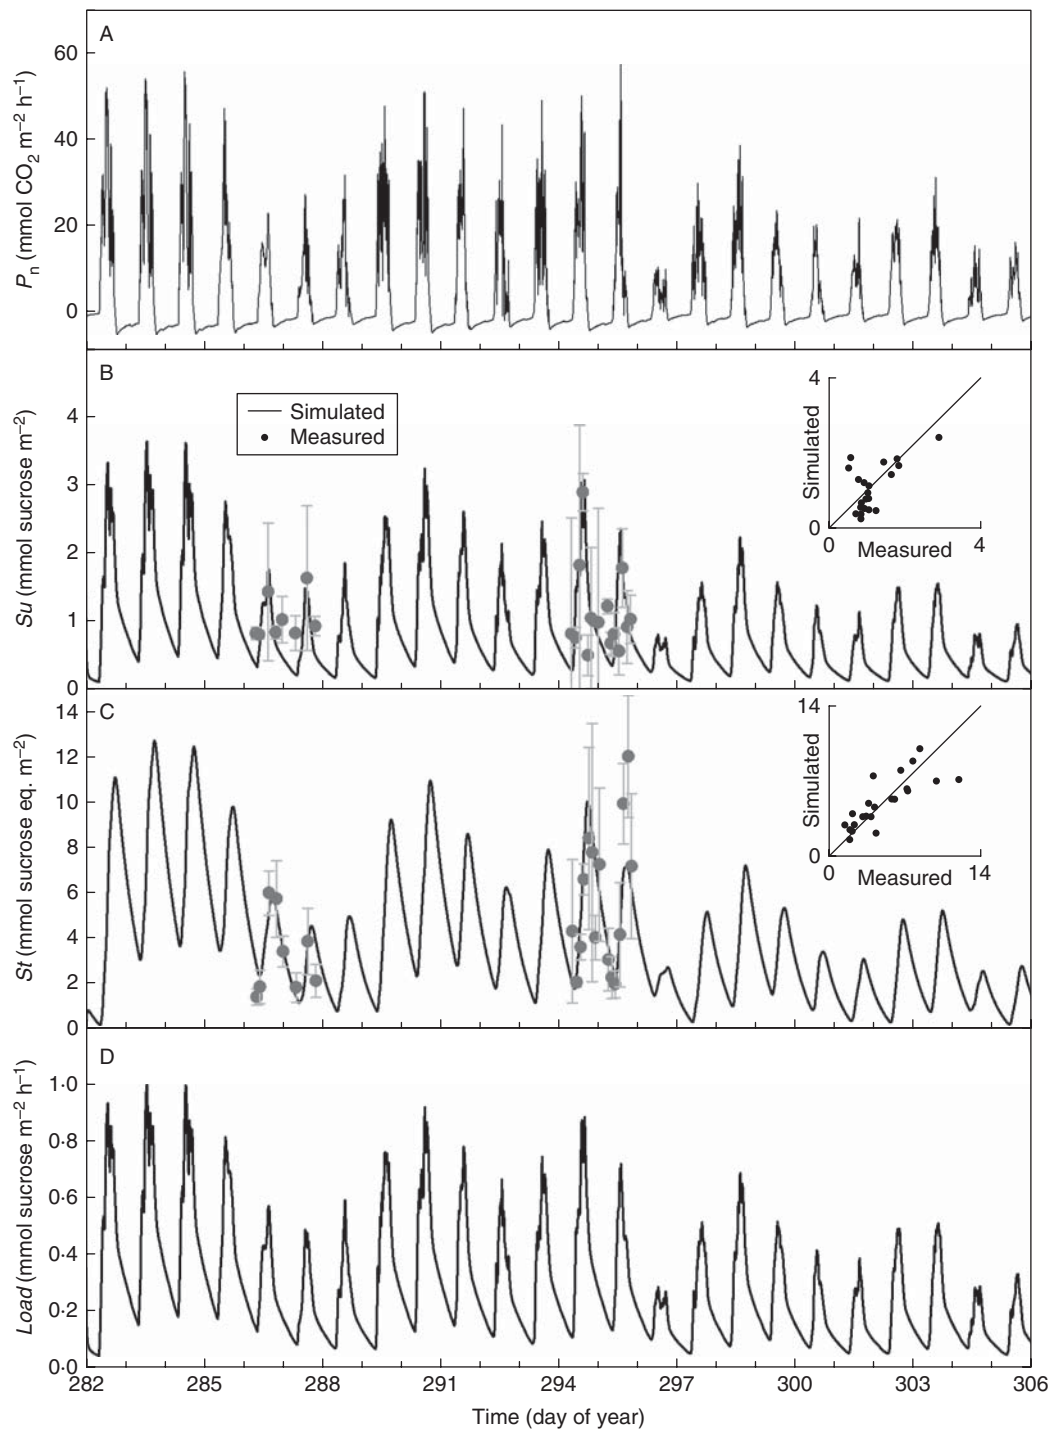 A
60
40
20
0
Pn (mmol CO2 m−2 h−1)
B
4
3
2
1
0
Su (mmol sucrose m−2)
Simulated
Measured
4
0
Simulated
0
Measured
4
C
14
12
10
8
6
4
2
0
St (mmol sucrose eq. m−2)
14
0
Simulated
0
Measured
14
D
1·0
0·8
0·6
0·4
0·2
0·0
Load (mmol sucrose m−2 h−1)
282 285 288 291 294 297 300 303 306
Time (day of year)